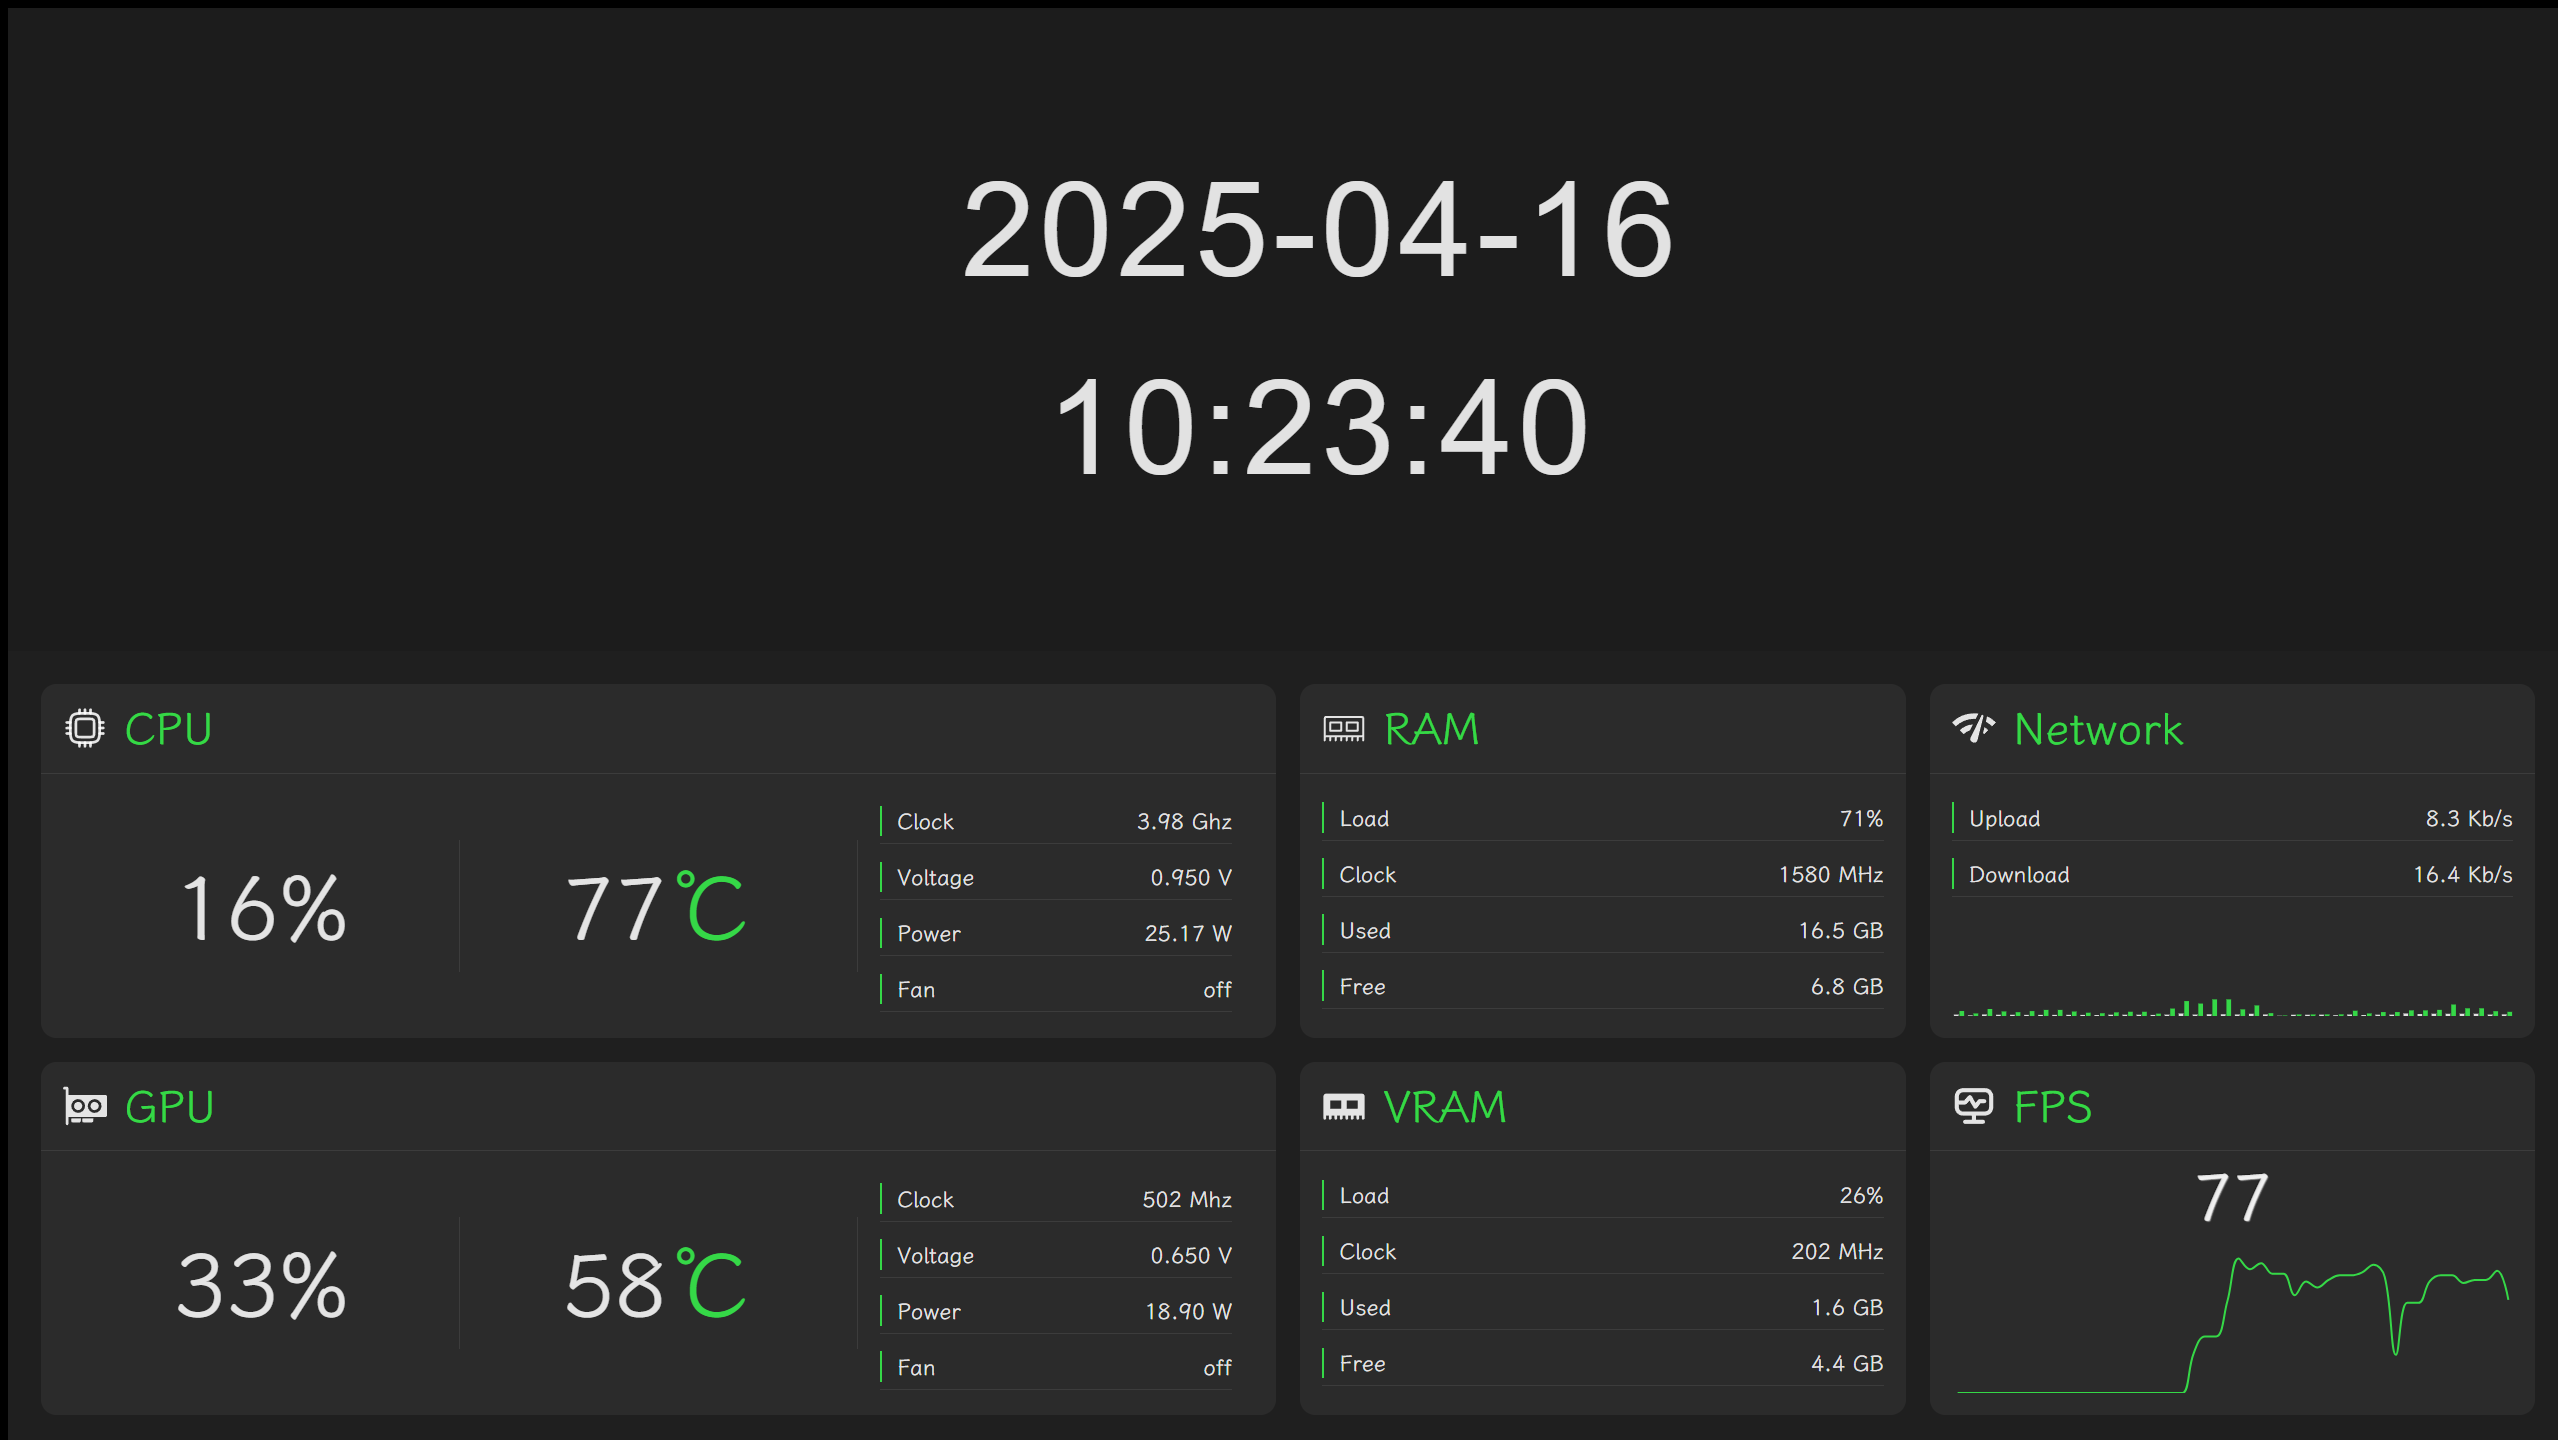 2025-04-16
10:23:40
CPU
16%
77℃
Clock 3.98 Ghz
Voltage 0.950 V
Power 25.17 W
Fan off
RAM
Load 71%
Clock 1580 MHz
Used 16.5 GB
Free 6.8 GB
Network
Upload 8.3 Kb/s
Download 16.4 Kb/s
GPU
33%
58℃
Clock 502 Mhz
Voltage 0.650 V
Power 18.90 W
Fan off
VRAM
Load 26%
Clock 202 MHz
Used 1.6 GB
Free 4.4 GB
FPS
77